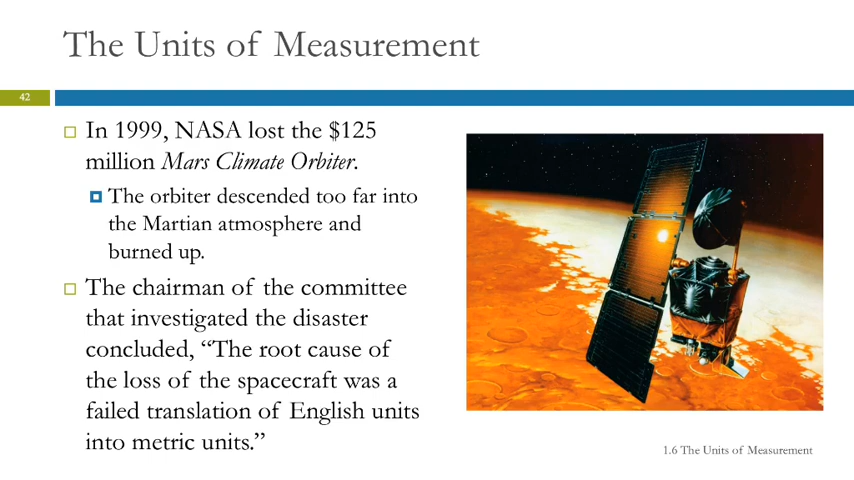 The Units of Measurement
42
In 1999, NASA lost the $125
million Mars Climate Orbiter.
The orbiter descended too far into
the Martian atmosphere and
burned up.
The chairman of the committee
that investigated the disaster
concluded, “The root cause of
the loss of the spacecraft was a
failed translation of English units
into metric units.”
1.6 The Units of Measurement